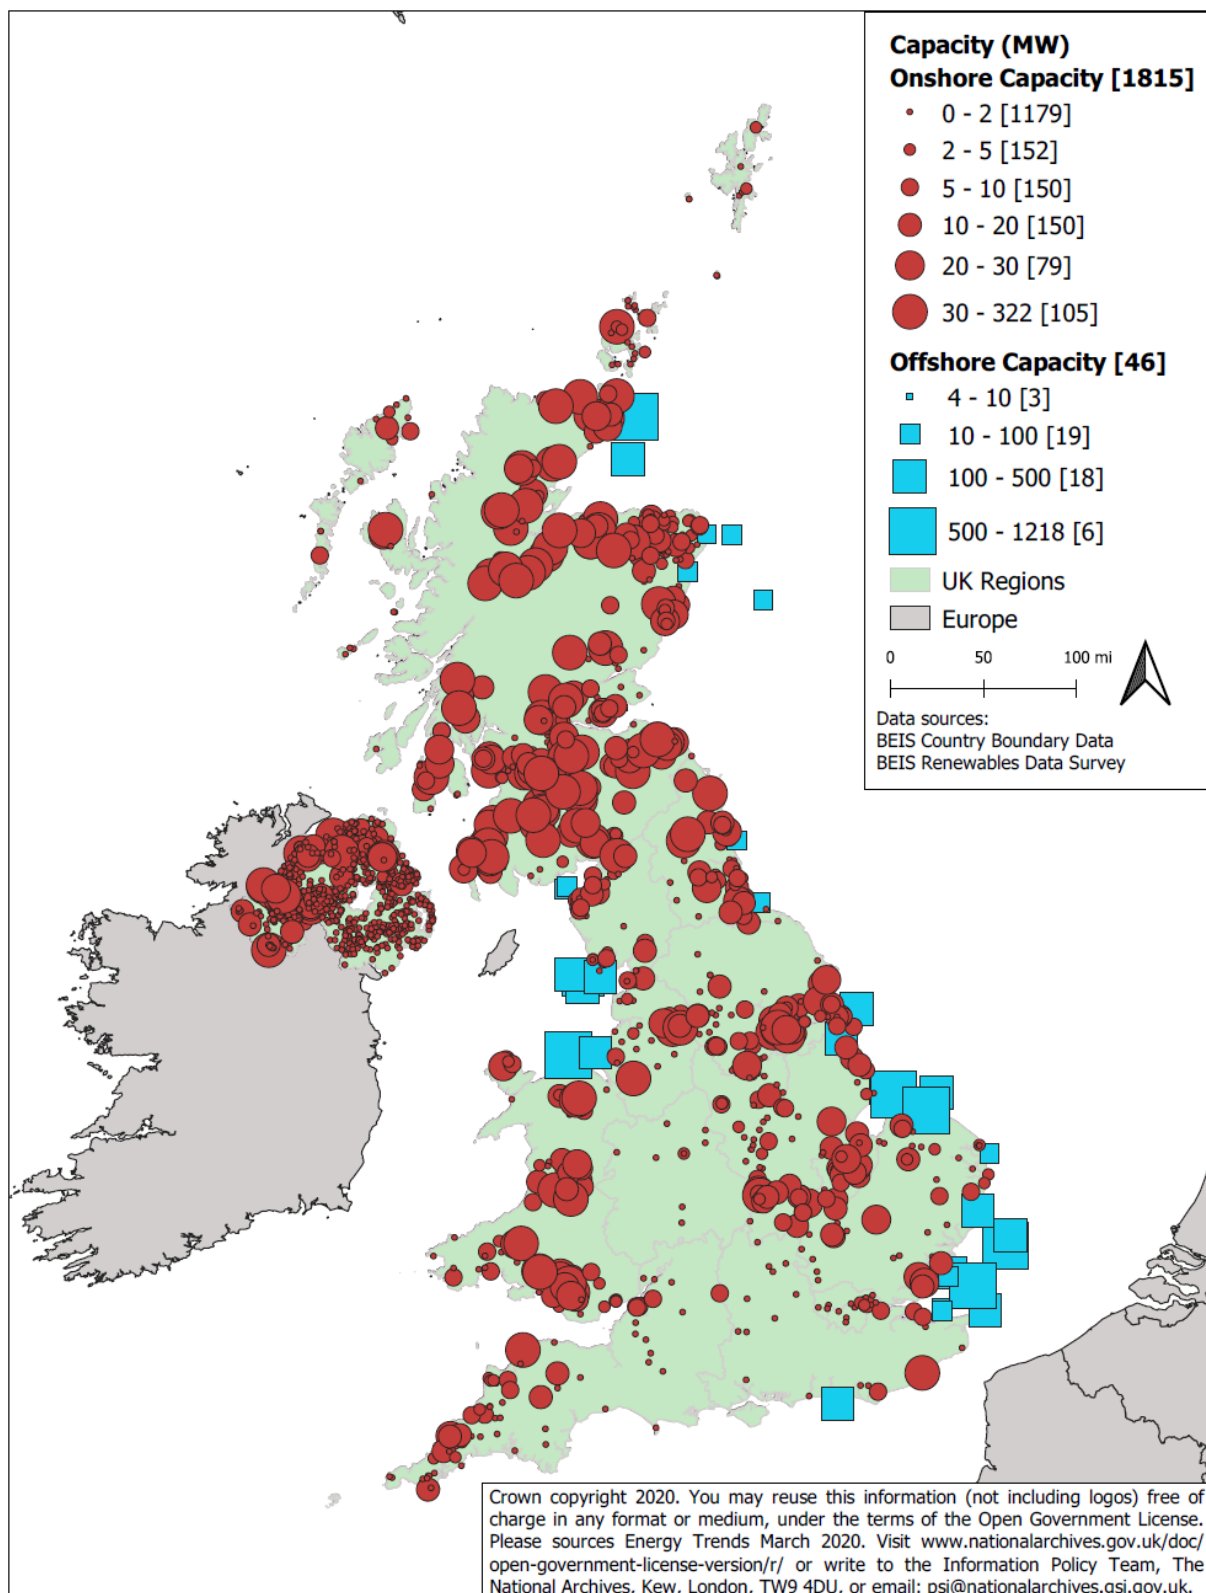 Capacity (MW)
Onshore Capacity [1815]
0 - 2 [1179]
2 - 5 [152]
5 - 10 [150]
10 - 20 [150]
20 - 30 [79]
30 - 322 [105]
Offshore Capacity [46]
4 - 10 [3]
10 - 100 [19]
100 - 500 [18]
500 - 1218 [6]
UK Regions
Europe
0 50 100 mi
Data sources:
BEIS Country Boundary Data
BEIS Renewables Data Survey
Crown copyright 2020. You may reuse this information (not including logos) free of
charge in any format or medium, under the terms of the Open Government License.
Please sources Energy Trends March 2020. Visit www.nationalarchives.gov.uk/doc/
open-government-license-version/r/ or write to the Information Policy Team, The
National Archives, Kew, London, TW9 4DU, or email: psi@nationalarchives.gsi.gov.uk.